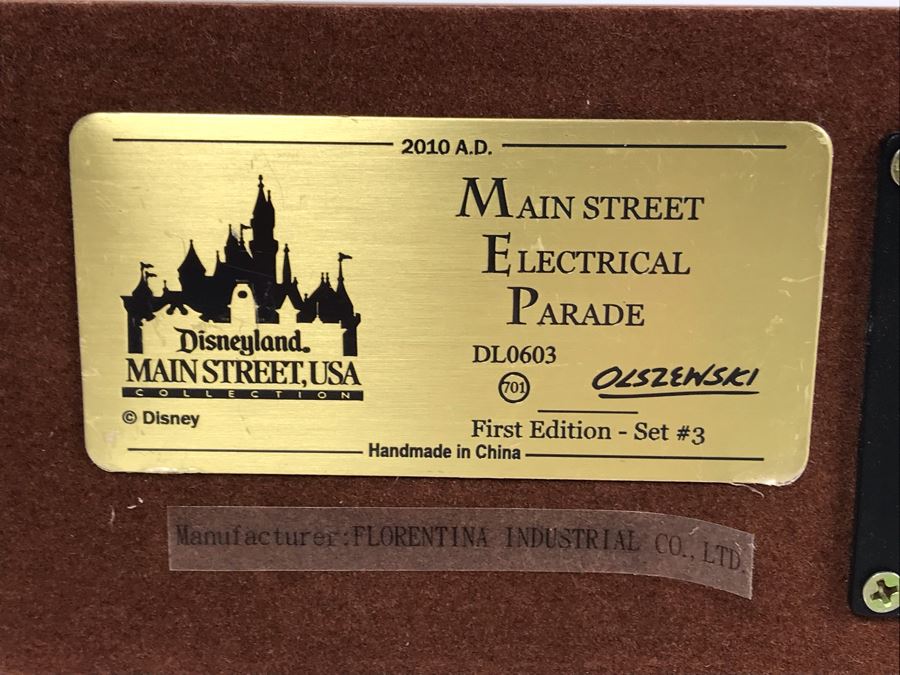 2010 A.D.
Disneyland®
MAIN STREET, USA
COLLECTION
© Disney
MAIN STREET
ELECTRICAL
PARADE
DL0603
701
OLSZEWSKI
First Edition - Set #3
Handmade in China
Manufacturer:FLORENTINA INDUSTRIAL CO., LTD.